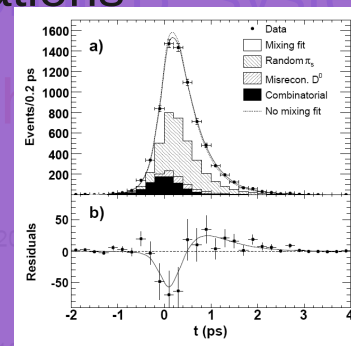 ations
a)
Data
Mixing fit
Random πs
Misrecon. D0
Combinatorial
No mixing fit
Events/0.2 ps
1600
1400
1200
1000
800
600
400
200
b)
Residuals
50
0
-50
-2 -1 0 1 2 3 4
t (ps)